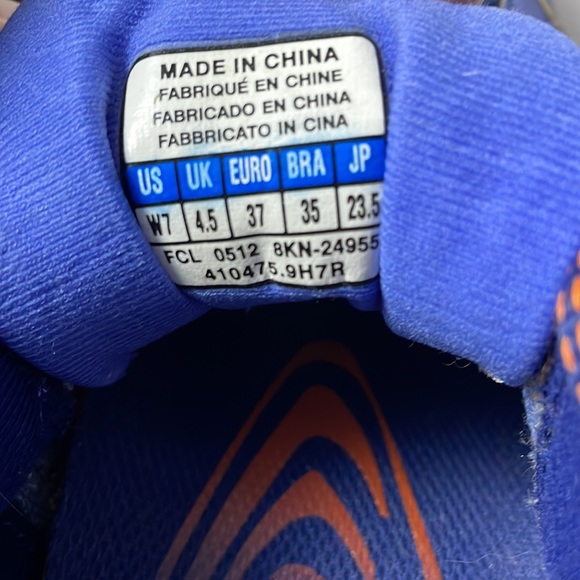 MADE IN CHINA
FABRIQUÉ EN CHINE
FABRICADO EN CHINA
FABBRICATO IN CINA
US UK EURO BRA JP
W7 4.5 37 35 23.5
FCL 0512 8KN-24955
410475.9H7R